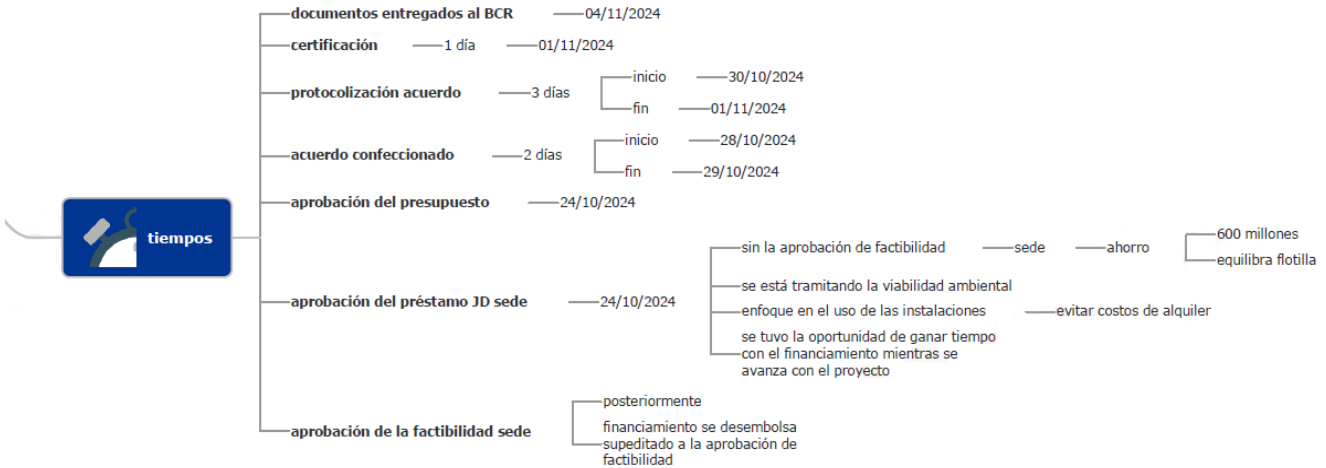 documentos entregados al BCR 04/11/2024
certificación 1 día 01/11/2024
inicio 30/10/2024
protocolización acuerdo 3 días
fin 01/11/2024
inicio 28/10/2024
acuerdo confeccionado 2 días
fin 29/10/2024
aprobación del presupuesto 24/10/2024
tiempos
600 millones
sin la aprobación de factibilidad sede ahorro
equilibra flotilla
se está tramitando la viabilidad ambiental
aprobación del préstamo JD sede 24/10/2024
enfoque en el uso de las instalaciones evitar costos de alquiler
se tuvo la oportunidad de ganar tiempo
con el financiamiento mientras se
avanza con el proyecto
posteriormente
aprobación de la factibilidad sede
financiamiento se desembolsa
supeditado a la aprobación de
factibilidad